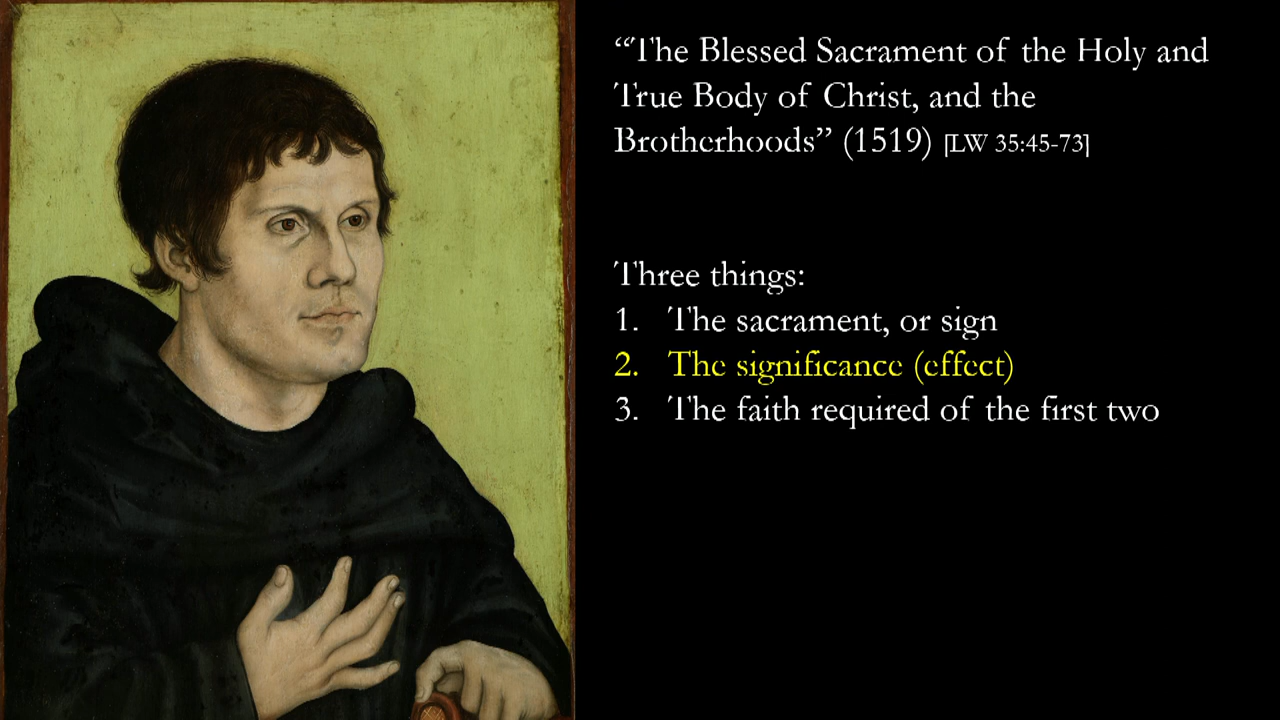 “The Blessed Sacrament of the Holy and
True Body of Christ, and the
Brotherhoods” (1519) [LW 35:45-73]
Three things:
1. The sacrament, or sign
2. The significance (effect)
3. The faith required of the first two